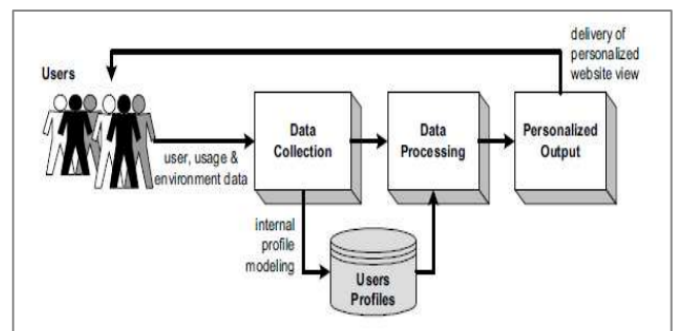 delivery of
personalized
website view
Users
Data
Collection
Data
Processing
Personalized
Output
user, usage &
environment data
internal
profile
modeling
Users
Profiles